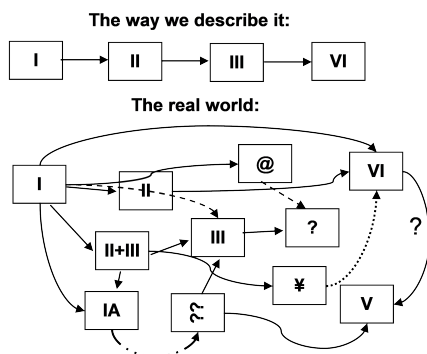 The way we describe it:
I II III VI
The real world:
@
I II VI
III ?
?
II+III
¥
IA ??? V